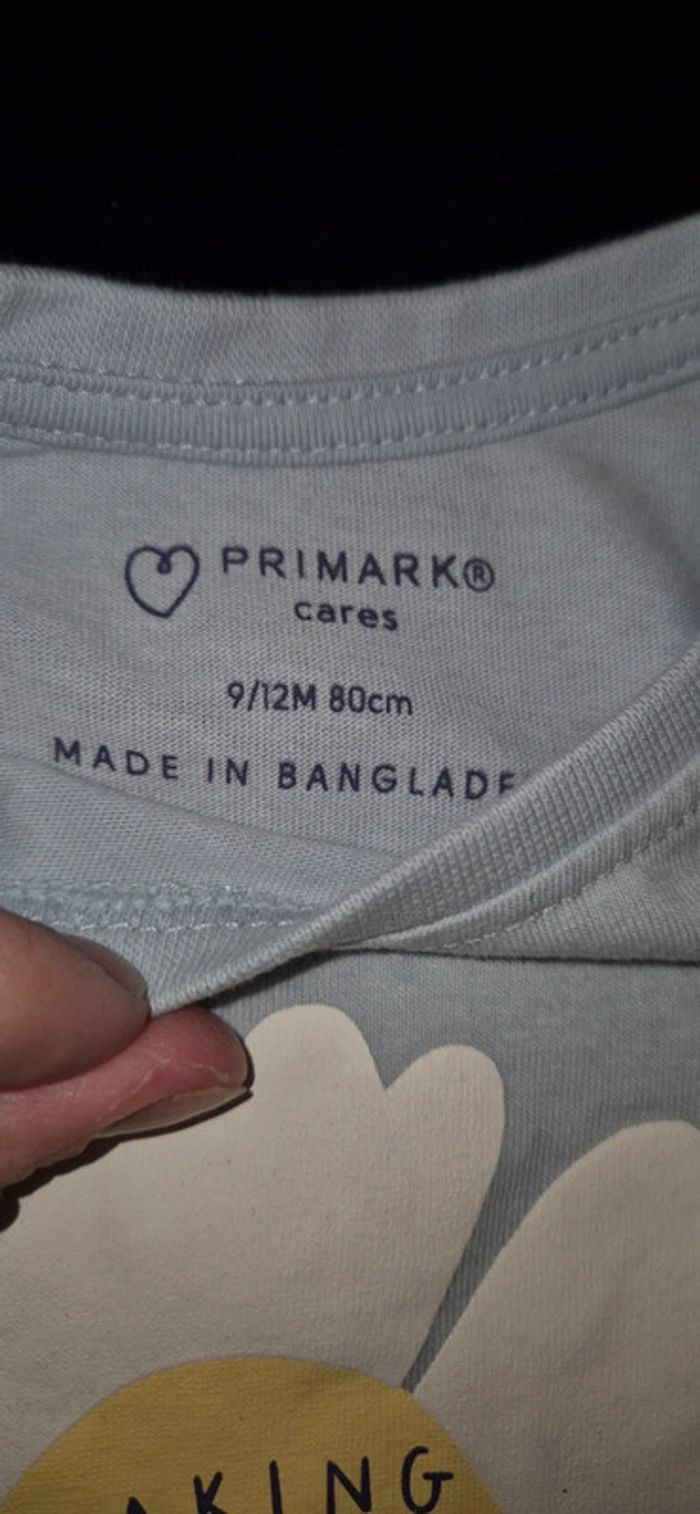 PRIMARK®
cares
9/12M 80cm
MADE IN BANGLADE
AKING